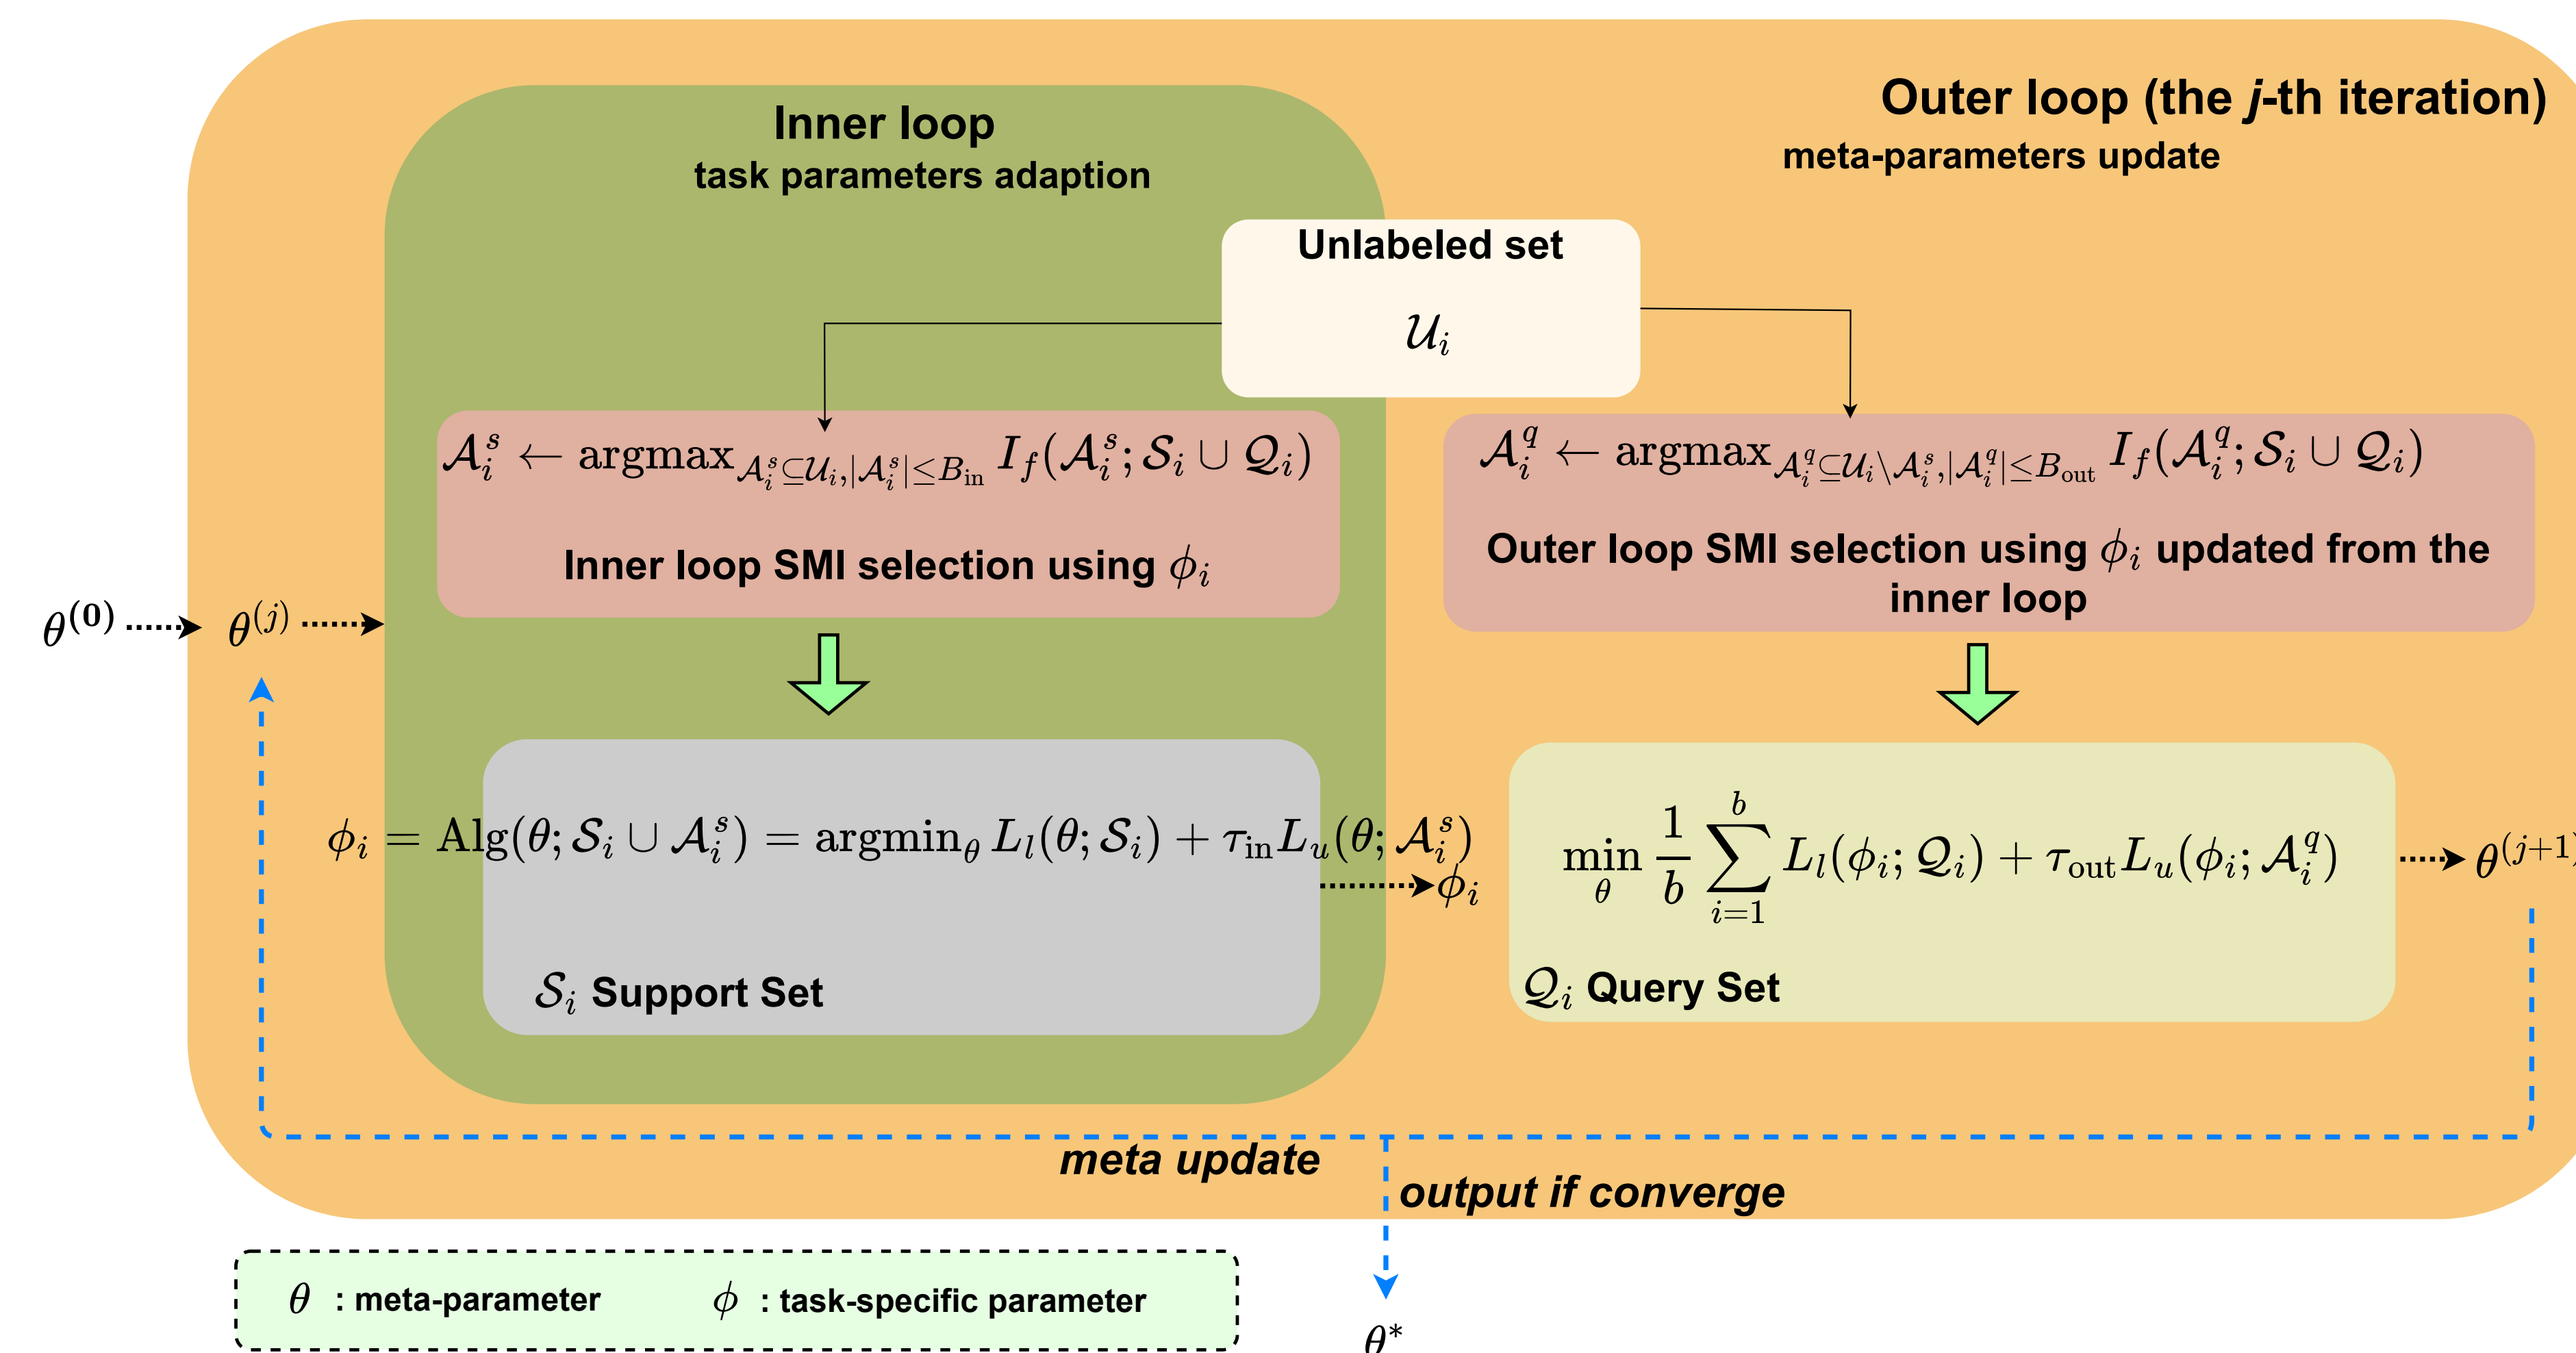 Outer loop (the j-th iteration)
meta-parameters update
Inner loop
task parameters adaption
Unlabeled set
𝒰ᵢ
𝒜ᵢˢ ← argmax_{𝒜ᵢˢ⊆𝒰ᵢ,|𝒜ᵢˢ|≤B_in} I_f(𝒜ᵢˢ; 𝒮ᵢ ∪ 𝒬ᵢ)
Inner loop SMI selection using ϕᵢ
𝒜ᵢ^q ← argmax_{𝒜ᵢ^q⊆𝒰ᵢ\𝒜ᵢˢ,|𝒜ᵢ^q|≤B_out} I_f(𝒜ᵢ^q; 𝒮ᵢ ∪ 𝒬ᵢ)
Outer loop SMI selection using ϕᵢ updated from the
inner loop
θ^(0)
θ^(j)
ϕᵢ = Alg(θ; 𝒮ᵢ ∪ 𝒜ᵢˢ) = argmin_θ L_l(θ; 𝒮ᵢ) + τ_in L_u(θ; 𝒜ᵢˢ)
ϕᵢ
𝒮ᵢ Support Set
min_θ 1/b ∑_{i=1}^{b} L_l(ϕᵢ; 𝒬ᵢ) + τ_out L_u(ϕᵢ; 𝒜ᵢ^q)
θ^(j+1)
𝒬ᵢ Query Set
meta update
output if converge
θ : meta-parameter
ϕ : task-specific parameter
θ*